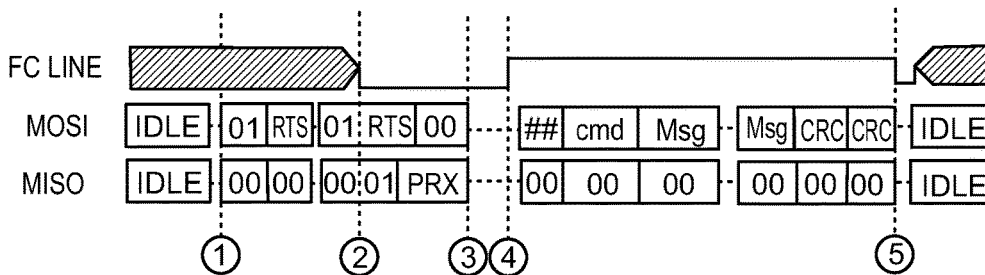 FC LINE
MOSI IDLE 01 RTS 01 RTS 00 ## cmd Msg Msg CRC CRC IDLE
MISO IDLE 00 00 00 01 PRX 00 00 00 00 00 00 IDLE
1 2 3 4 5